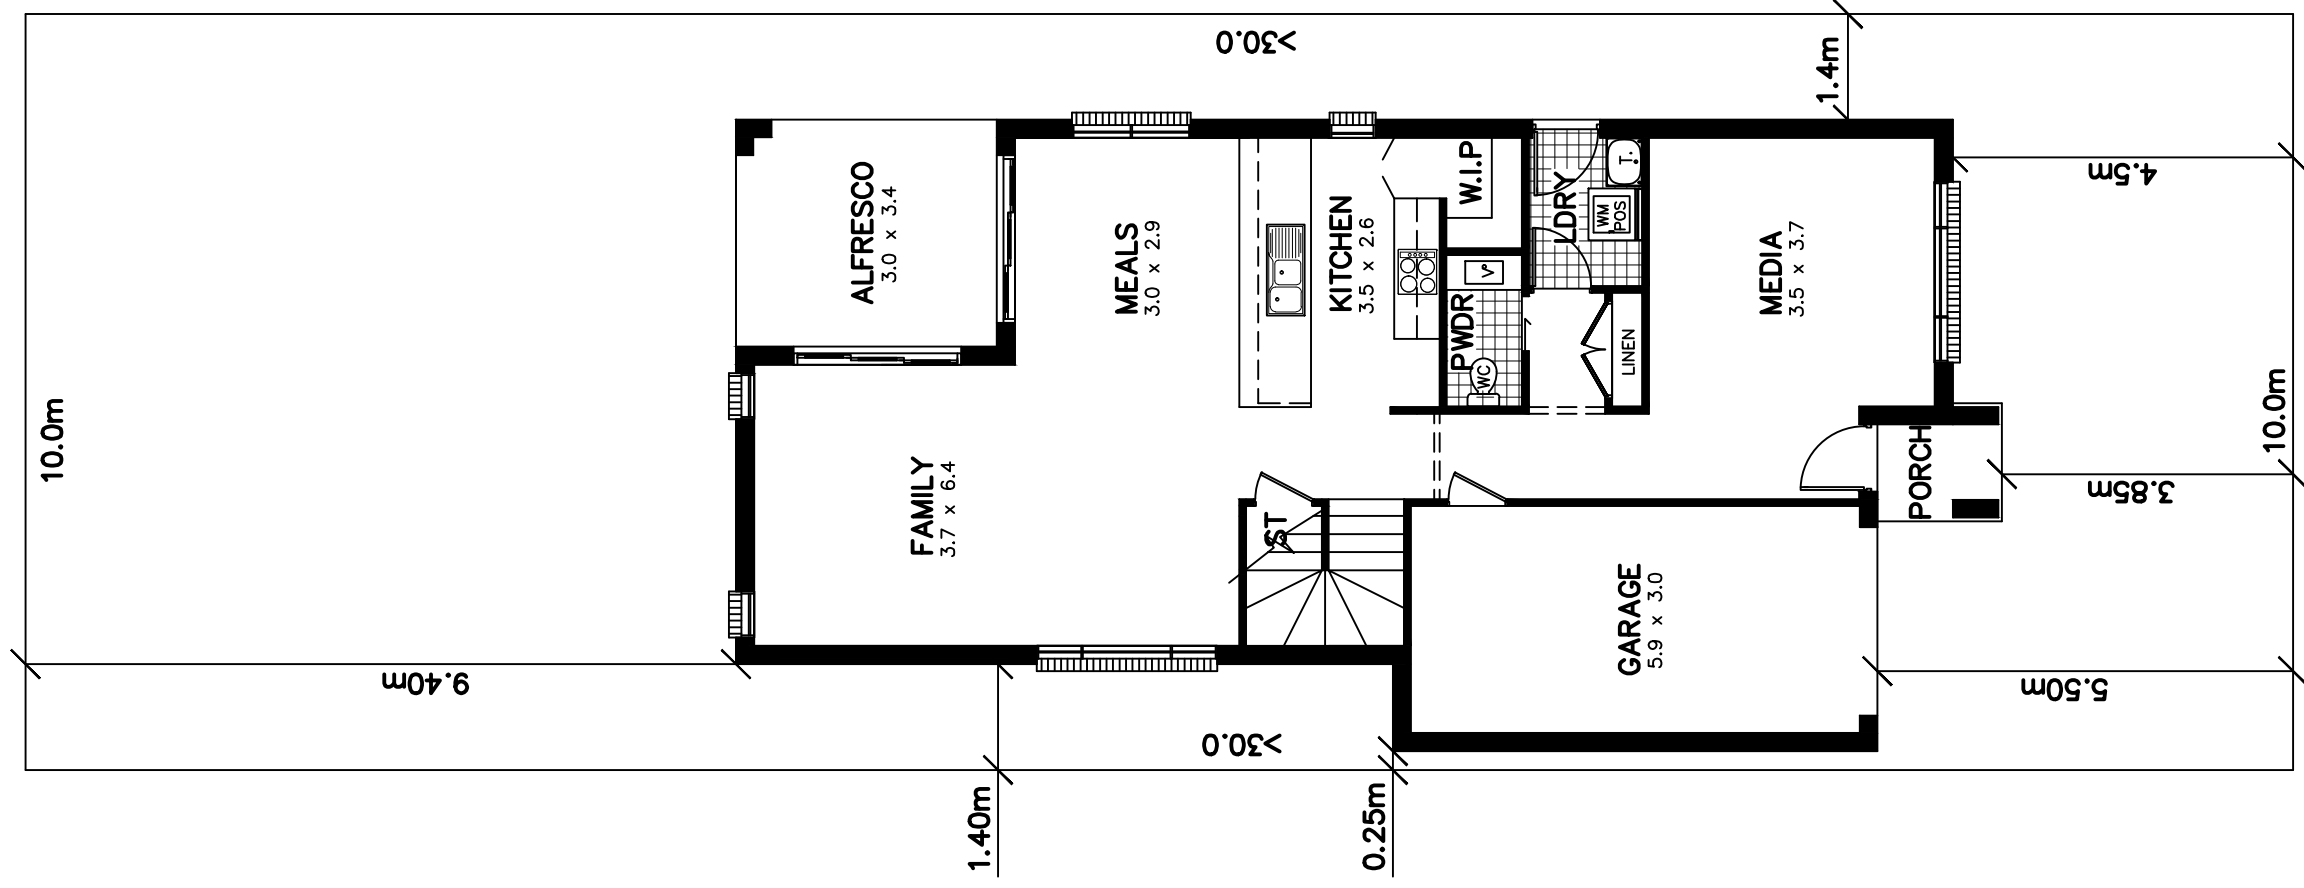 >30.0
1.4m
4.5m
ALFRESCO
3.0 x 3.4
MEALS
3.0 x 2.9
KITCHEN
3.5 x 2.6
W.I.P
LDRY
T.
WM
POS
V°
PWDR
WC
LINEN
MEDIA
3.5 x 3.7
10.0m
10.0m
FAMILY
3.7 x 6.4
ST
PORCH
3.85m
GARAGE
5.9 x 3.0
9.40m
5.50m
>30.0
1.40m
0.25m